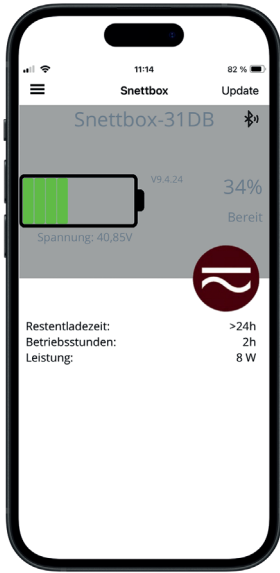 11:14
82 %
Snettbox
Update
Snettbox-31DB
V9.4.24
34%
Bereit
Spannung: 40,85V
Restentladezeit: >24h
Betriebsstunden: 2h
Leistung: 8 W